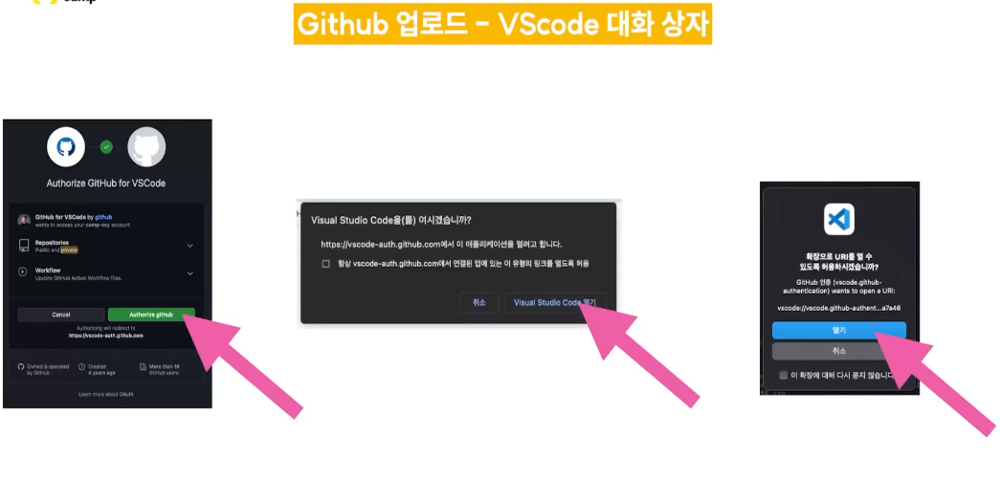 camp
Github 업로드 - VScode 대화 상자
Authorize GitHub for VSCode
GitHub for VSCode by github
wants to access your camp-ssy account
Repositories
Public and private
Workflow
Update GitHub Action Workflow files.
Cancel
Authorize github
Authorizing will redirect to
https://vscode-auth.github.com
Owned & operated
by GitHub
Created
4 years ago
More than 1K
GitHub users
Learn more about OAuth
Visual Studio Code을(를) 여시겠습니까?
https://vscode-auth.github.com에서 이 애플리케이션을 열려고 합니다.
항상 vscode-auth.github.com에서 연결된 앱에 있는 이 유형의 링크를 열도록 허용
취소
Visual Studio Code 열기
확장으로 URI를 열 수
있도록 허용하시겠습니까?
GitHub 인증 (vscode.github-
authentication) wants to open a URI:
vscode://vscode.github-authent...a7a46
열기
취소
이 확장에 대해 다시 묻지 않습니다